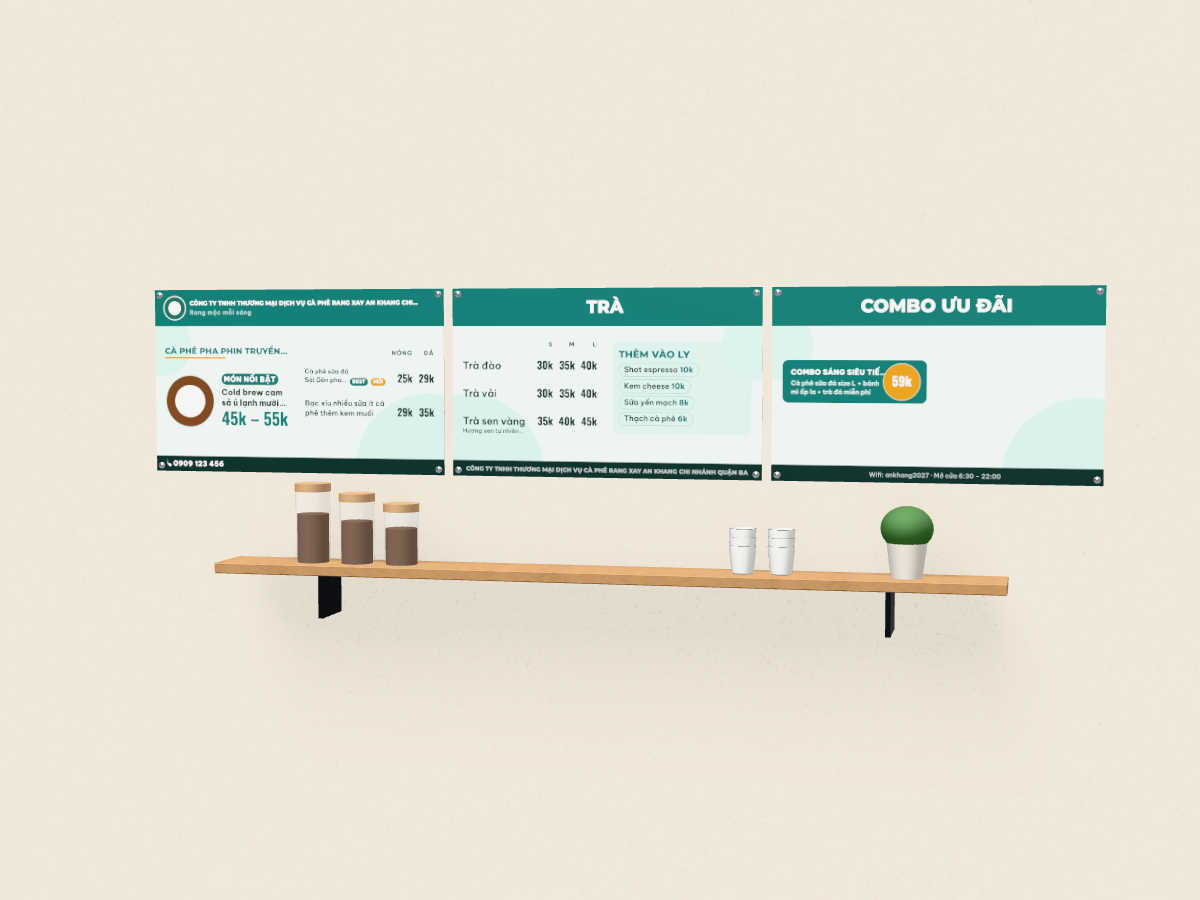 CÔNG TY TNHH THƯƠNG MẠI DỊCH VỤ CÀ PHÊ RANG XAY AN KHANG CHI...
Rang mộc mỗi sáng
CÀ PHÊ PHA PHIN TRUYỀN...
MÓN NỔI BẬT
Cold brew cam
sả ủ lạnh mười...
45k – 55k
NÓNG ĐÁ
Cà phê sữa đá
Sài Gòn pha... BEST MỚI 25k 29k
Bạc xỉu nhiều sữa ít cà
phê thêm kem muối 29k 35k
0909 123 456
TRÀ
S M L
Trà đào 30k 35k 40k
Trà vải 30k 35k 40k
Trà sen vàng 35k 40k 45k
Hương sen tự nhiên...
THÊM VÀO LY
Shot espresso 10k
Kem cheese 10k
Sữa yến mạch 8k
Thạch cà phê 6k
CÔNG TY TNHH THƯƠNG MẠI DỊCH VỤ CÀ PHÊ RANG XAY AN KHANG CHI NHÁNH QUẬN BA
COMBO ƯU ĐÃI
COMBO SÁNG SIÊU TIẾ...
Cà phê sữa đá size L + bánh
mì ốp la + trà đá miễn phí
59k
Wifi: ankhang2027 · Mở cửa 6:30 – 22:00